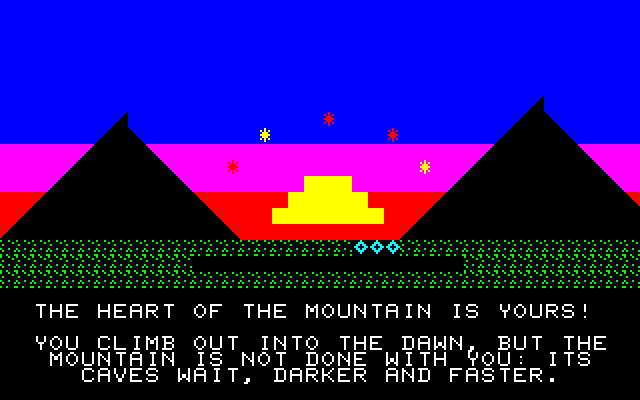 THE HEART OF THE MOUNTAIN IS YOURS!
YOU CLIMB OUT INTO THE DAWN, BUT THE
MOUNTAIN IS NOT DONE WITH YOU: ITS
CAVES WAIT, DARKER AND FASTER.